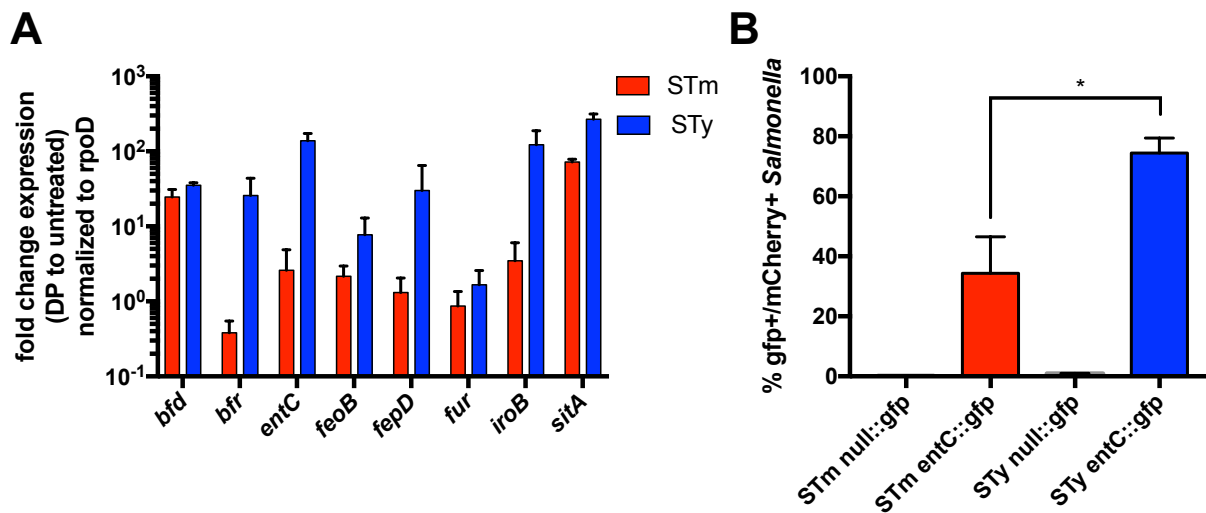 A
fold change expression
(DP to untreated)
normalized to rpoD
10³
10²
10¹
10⁰
10⁻¹
bfd
bfr
entC
feoB
fepD
fur
iroB
sitA
STm
STy
B
% gfp+/mCherry+ Salmonella
100
80
60
40
20
0
*
STm null::gfp
STm entC::gfp
STy null::gfp
STy entC::gfp